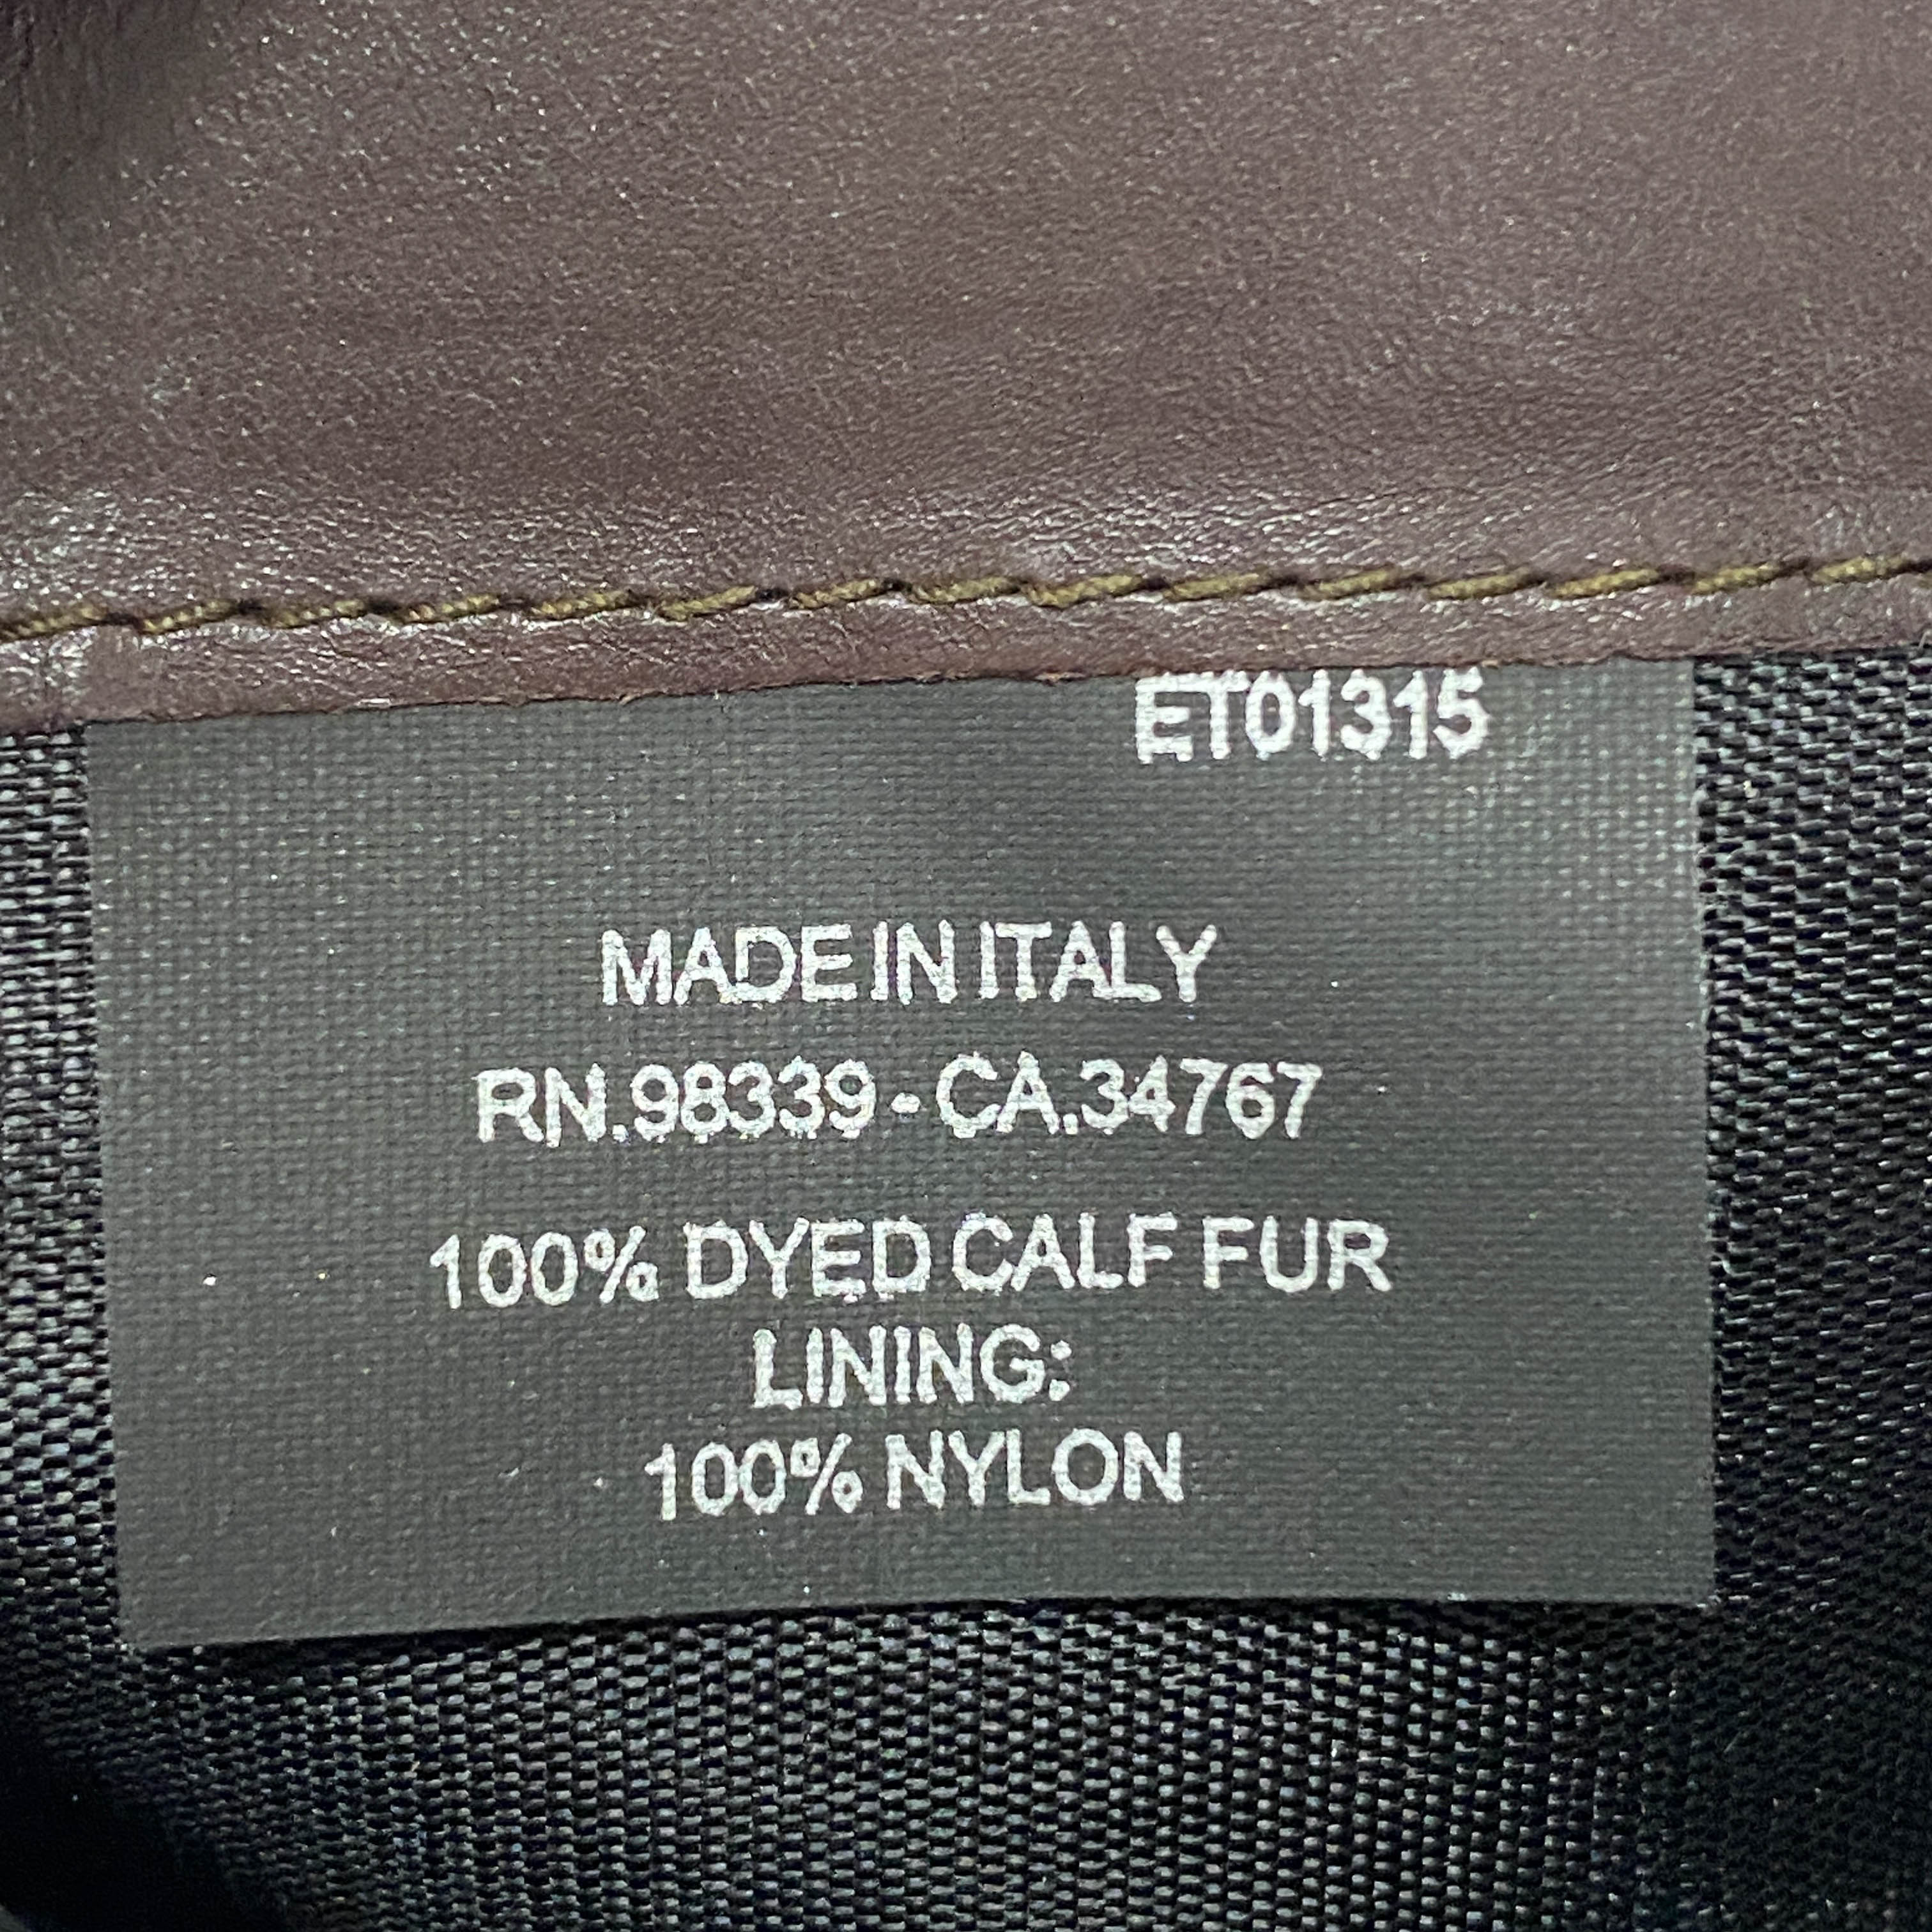 ET01315
MADE IN ITALY
RN.98339 - CA.34767
100% DYED CALF FUR
LINING:
100% NYLON